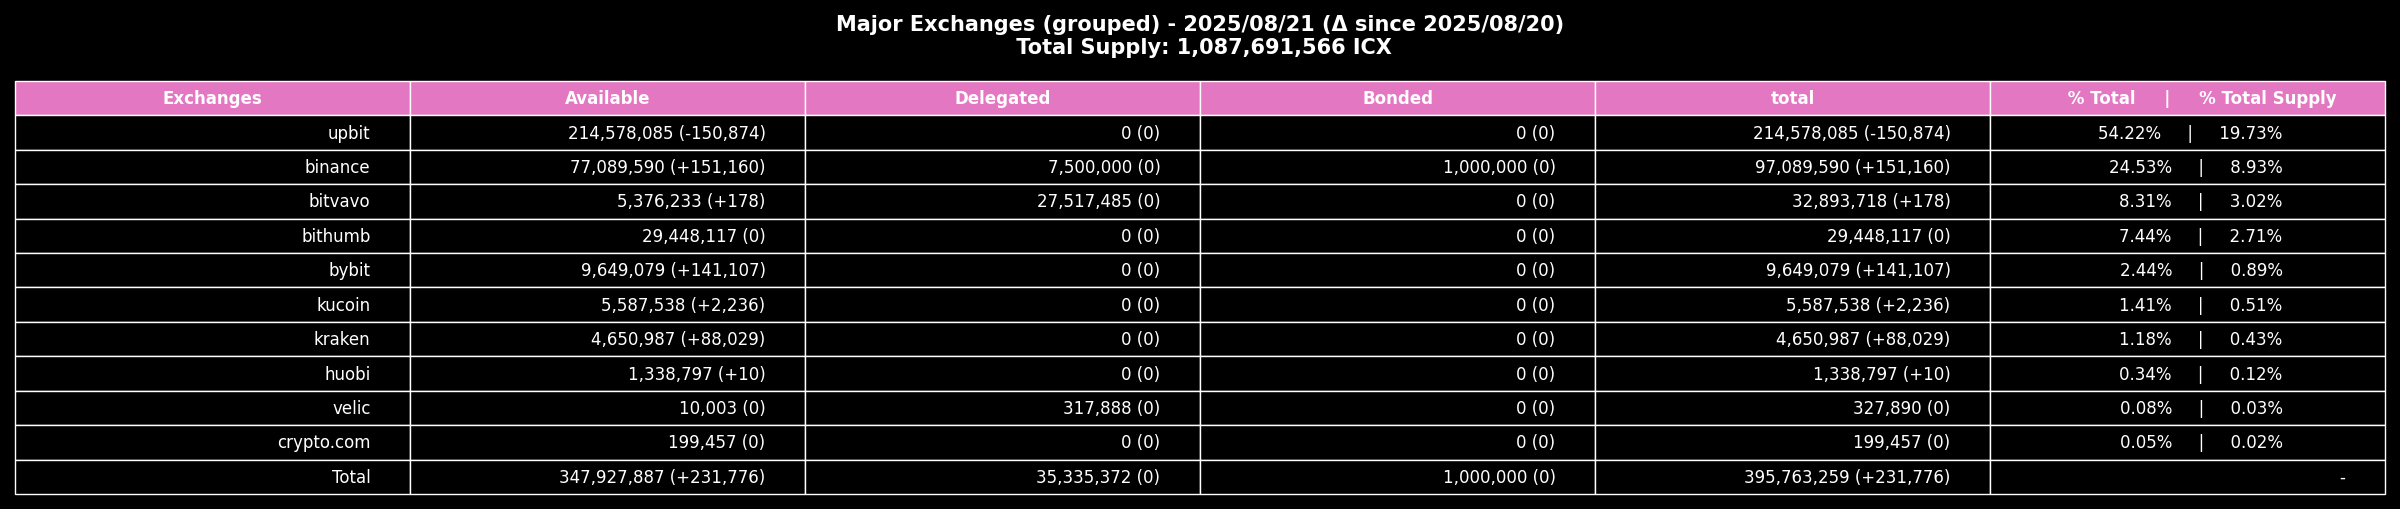 Major Exchanges (grouped) - 2025/08/21 (Δ since 2025/08/20)
Total Supply: 1,087,691,566 ICX
Exchanges Available Delegated Bonded total % Total | % Total Supply
upbit 214,578,085 (-150,874) 0 (0) 0 (0) 214,578,085 (-150,874) 54.22% | 19.73%
binance 77,089,590 (+151,160) 7,500,000 (0) 1,000,000 (0) 97,089,590 (+151,160) 24.53% | 8.93%
bitvavo 5,376,233 (+178) 27,517,485 (0) 0 (0) 32,893,718 (+178) 8.31% | 3.02%
bithumb 29,448,117 (0) 0 (0) 0 (0) 29,448,117 (0) 7.44% | 2.71%
bybit 9,649,079 (+141,107) 0 (0) 0 (0) 9,649,079 (+141,107) 2.44% | 0.89%
kucoin 5,587,538 (+2,236) 0 (0) 0 (0) 5,587,538 (+2,236) 1.41% | 0.51%
kraken 4,650,987 (+88,029) 0 (0) 0 (0) 4,650,987 (+88,029) 1.18% | 0.43%
huobi 1,338,797 (+10) 0 (0) 0 (0) 1,338,797 (+10) 0.34% | 0.12%
velic 10,003 (0) 317,888 (0) 0 (0) 327,890 (0) 0.08% | 0.03%
crypto.com 199,457 (0) 0 (0) 0 (0) 199,457 (0) 0.05% | 0.02%
Total 347,927,887 (+231,776) 35,335,372 (0) 1,000,000 (0) 395,763,259 (+231,776) -